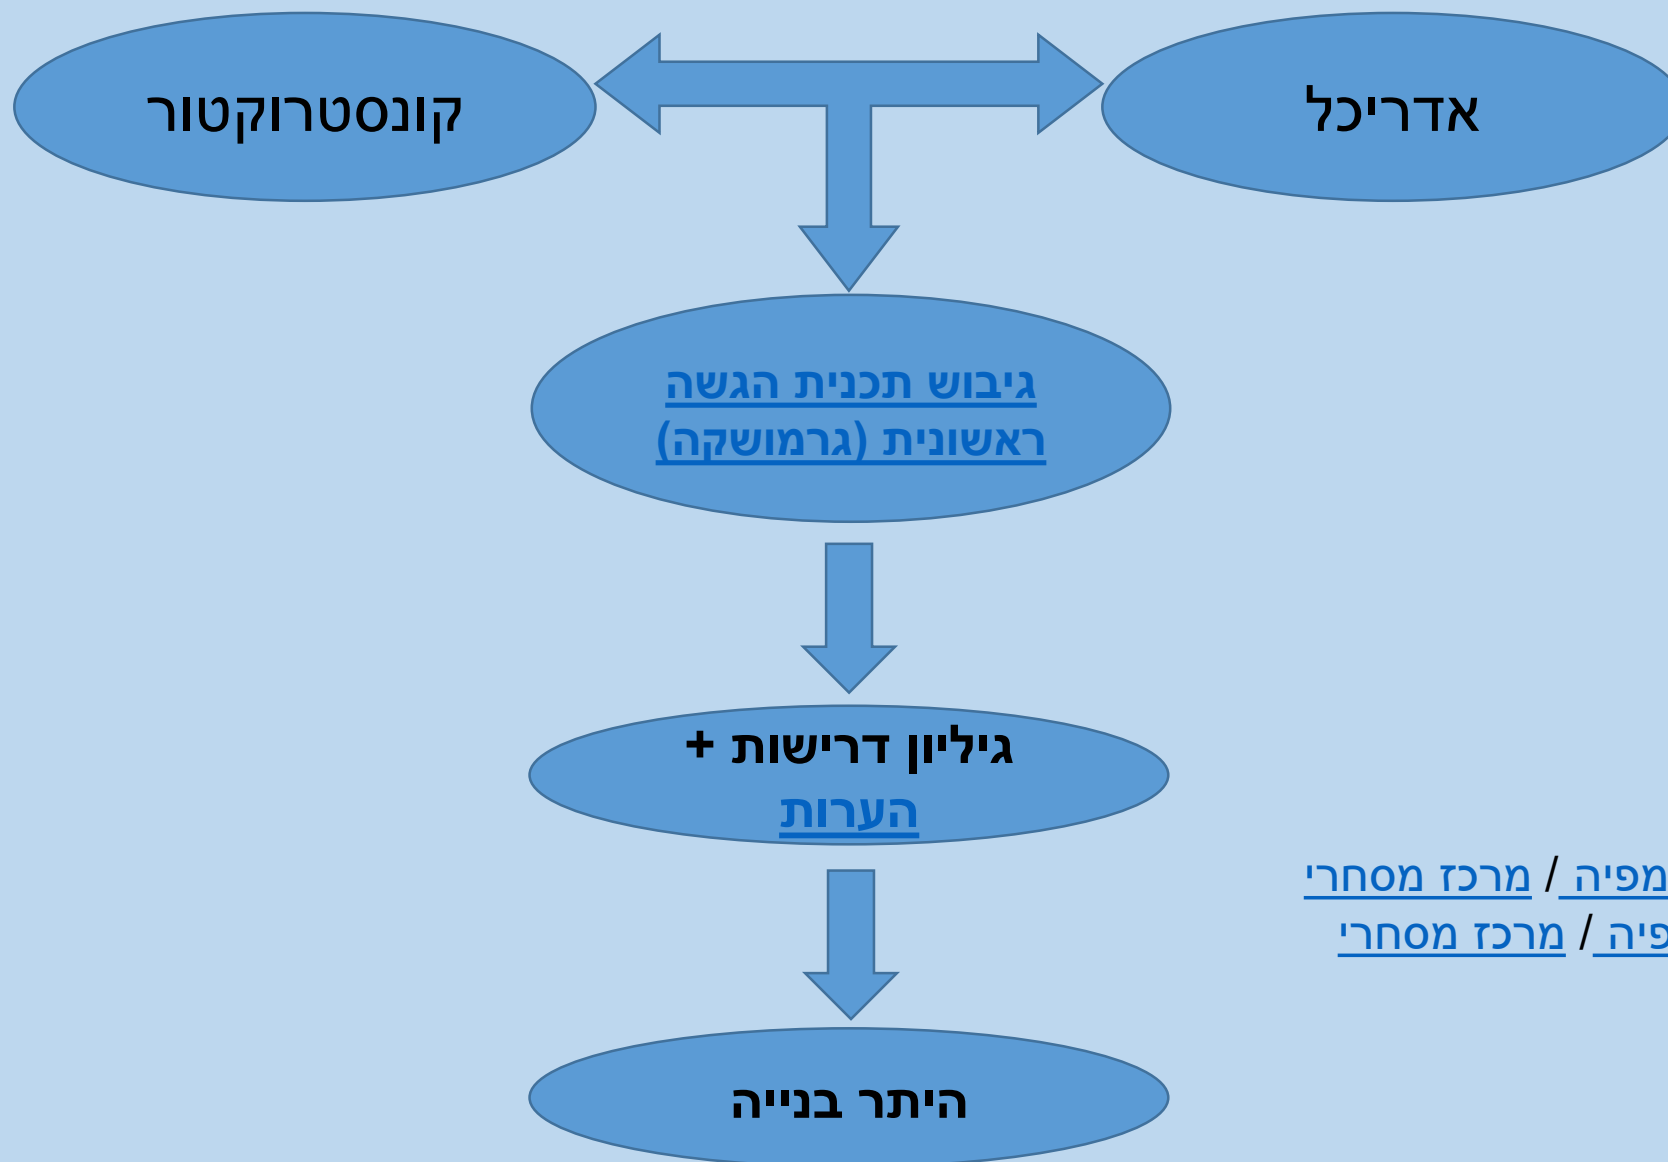 אדריכל
קונסטרוקטור
גיבוש תכנית הגשה
ראשונית (גרמושקה)
גיליון דרישות +
הערות
/ מרכז מסחרי
/ מרכז מסחרי
היתר בנייה